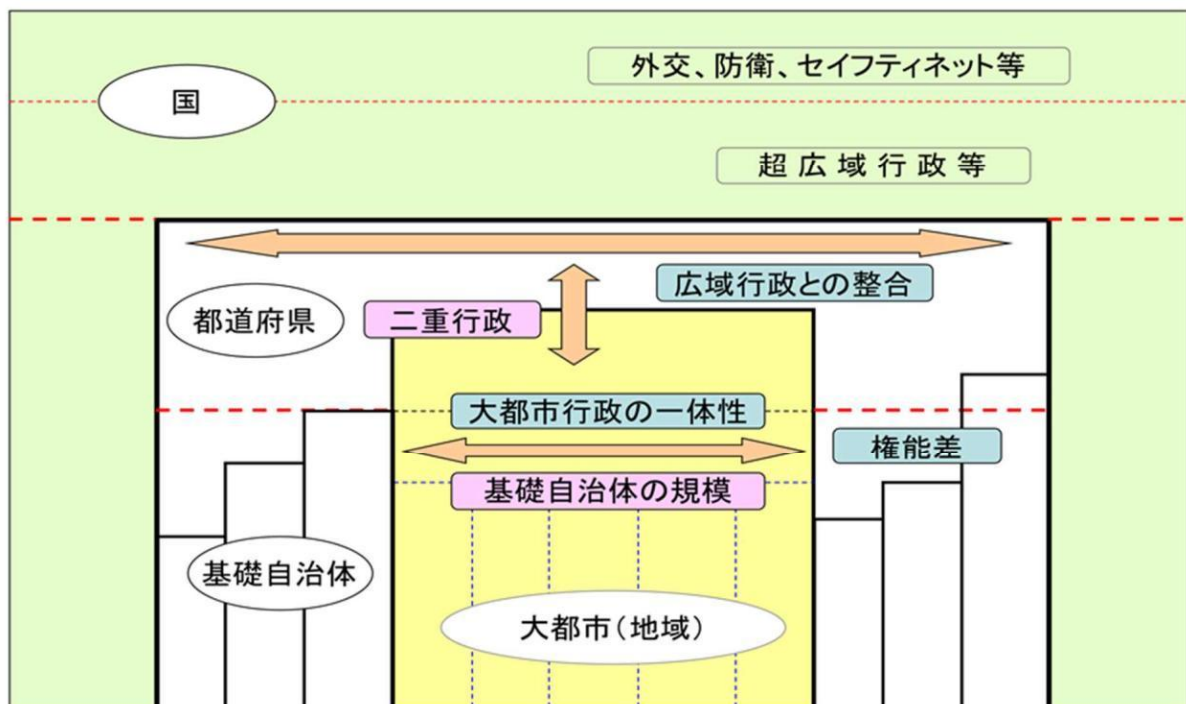 外交、防衛、セイフティネット等
国
超広域行政等
広域行政との整合
都道府県
二重行政
大都市行政の一体性
権能差
基礎自治体の規模
基礎自治体
大都市(地域)